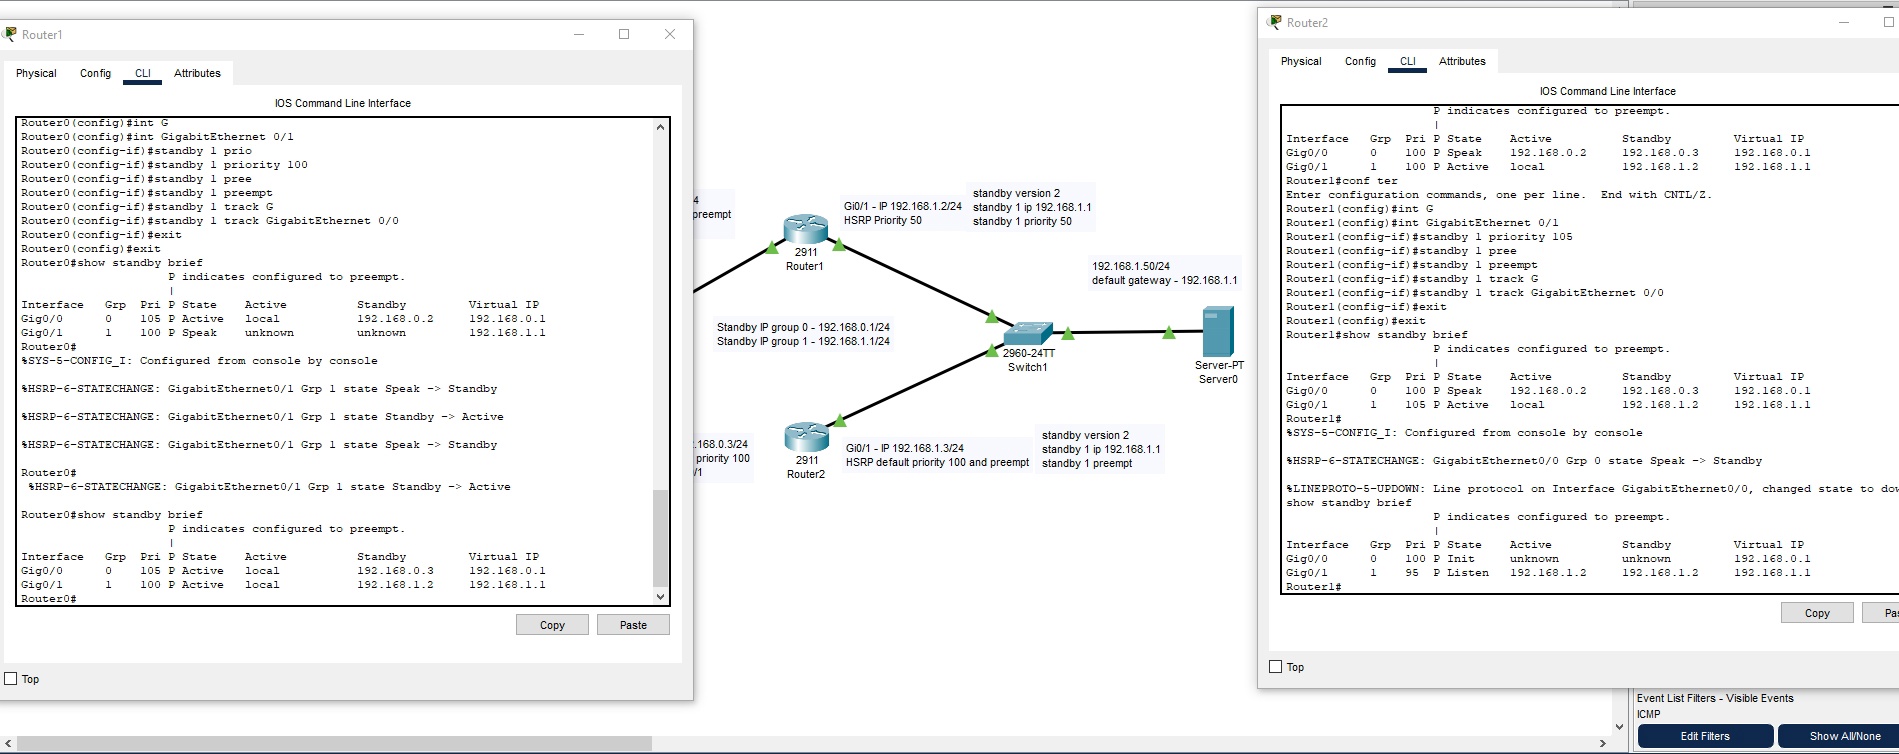 Router1
Physical Config CLI Attributes
IOS Command Line Interface
Router0(config)#int G
Router0(config)#int GigabitEthernet 0/1
Router0(config-if)#standby 1 prio
Router0(config-if)#standby 1 priority 100
Router0(config-if)#standby 1 pree
Router0(config-if)#standby 1 preempt
Router0(config-if)#standby 1 track G
Router0(config-if)#standby 1 track GigabitEthernet 0/0
Router0(config-if)#exit
Router0(config)#exit
Router0#show standby brief
P indicates configured to preempt.
|
Interface Grp Pri P State Active Standby Virtual IP
Gig0/0 0 105 P Active local 192.168.0.2 192.168.0.1
Gig0/1 1 100 P Speak unknown unknown 192.168.1.1
Router0#
%SYS-5-CONFIG_I: Configured from console by console
%HSRP-6-STATECHANGE: GigabitEthernet0/1 Grp 1 state Speak -> Standby
%HSRP-6-STATECHANGE: GigabitEthernet0/1 Grp 1 state Standby -> Active
%HSRP-6-STATECHANGE: GigabitEthernet0/1 Grp 1 state Speak -> Standby
Router0#
%HSRP-6-STATECHANGE: GigabitEthernet0/1 Grp 1 state Standby -> Active
Router0#show standby brief
P indicates configured to preempt.
|
Interface Grp Pri P State Active Standby Virtual IP
Gig0/0 0 105 P Active local 192.168.0.3 192.168.0.1
Gig0/1 1 100 P Active local 192.168.1.2 192.168.1.1
Router0#
Copy Paste
Top
4
preempt
Gi0/1 - IP 192.168.1.2/24
HSRP Priority 50
standby version 2
standby 1 ip 192.168.1.1
standby 1 priority 50
2911
Router1
192.168.1.50/24
default gateway - 192.168.1.1
Standby IP group 0 - 192.168.0.1/24
Standby IP group 1 - 192.168.1.1/24
2960-24TT
Switch1
Server-PT
Server0
.168.0.3/24
priority 100
/1
2911
Router2
Gi0/1 - IP 192.168.1.3/24
HSRP default priority 100 and preempt
standby version 2
standby 1 ip 192.168.1.1
standby 1 preempt
Router2
Physical Config CLI Attributes
IOS Command Line Interface
P indicates configured to preempt.
|
Interface Grp Pri P State Active Standby Virtual IP
Gig0/0 0 100 P Speak 192.168.0.2 192.168.0.3 192.168.0.1
Gig0/1 1 100 P Active local 192.168.1.2 192.168.1.1
Router1#conf ter
Enter configuration commands, one per line. End with CNTL/Z.
Router1(config)#int G
Router1(config)#int GigabitEthernet 0/1
Router1(config-if)#standby 1 priority 105
Router1(config-if)#standby 1 pree
Router1(config-if)#standby 1 preempt
Router1(config-if)#standby 1 track G
Router1(config-if)#standby 1 track GigabitEthernet 0/0
Router1(config-if)#exit
Router1(config)#exit
Router1#show standby brief
P indicates configured to preempt.
|
Interface Grp Pri P State Active Standby Virtual IP
Gig0/0 0 100 P Speak 192.168.0.2 192.168.0.3 192.168.0.1
Gig0/1 1 105 P Active local 192.168.1.2 192.168.1.1
Router1#
%SYS-5-CONFIG_I: Configured from console by console
%HSRP-6-STATECHANGE: GigabitEthernet0/0 Grp 0 state Speak -> Standby
%LINEPROTO-5-UPDOWN: Line protocol on Interface GigabitEthernet0/0, changed state to dow
show standby brief
P indicates configured to preempt.
|
Interface Grp Pri P State Active Standby Virtual IP
Gig0/0 0 100 P Init unknown unknown 192.168.0.1
Gig0/1 1 95 P Listen 192.168.1.2 192.168.1.2 192.168.1.1
Router1#
Copy Pas
Top
Event List Filters - Visible Events
ICMP
Edit Filters Show All/None